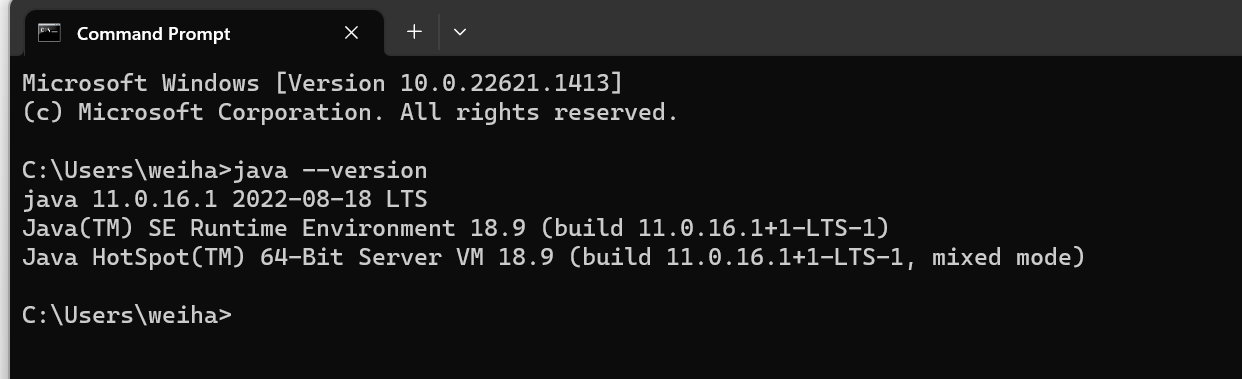 Command Prompt
Microsoft Windows [Version 10.0.22621.1413]
(c) Microsoft Corporation. All rights reserved.
C:\Users\weiha>java --version
java 11.0.16.1 2022-08-18 LTS
Java(TM) SE Runtime Environment 18.9 (build 11.0.16.1+1-LTS-1)
Java HotSpot(TM) 64-Bit Server VM 18.9 (build 11.0.16.1+1-LTS-1, mixed mode)
C:\Users\weiha>